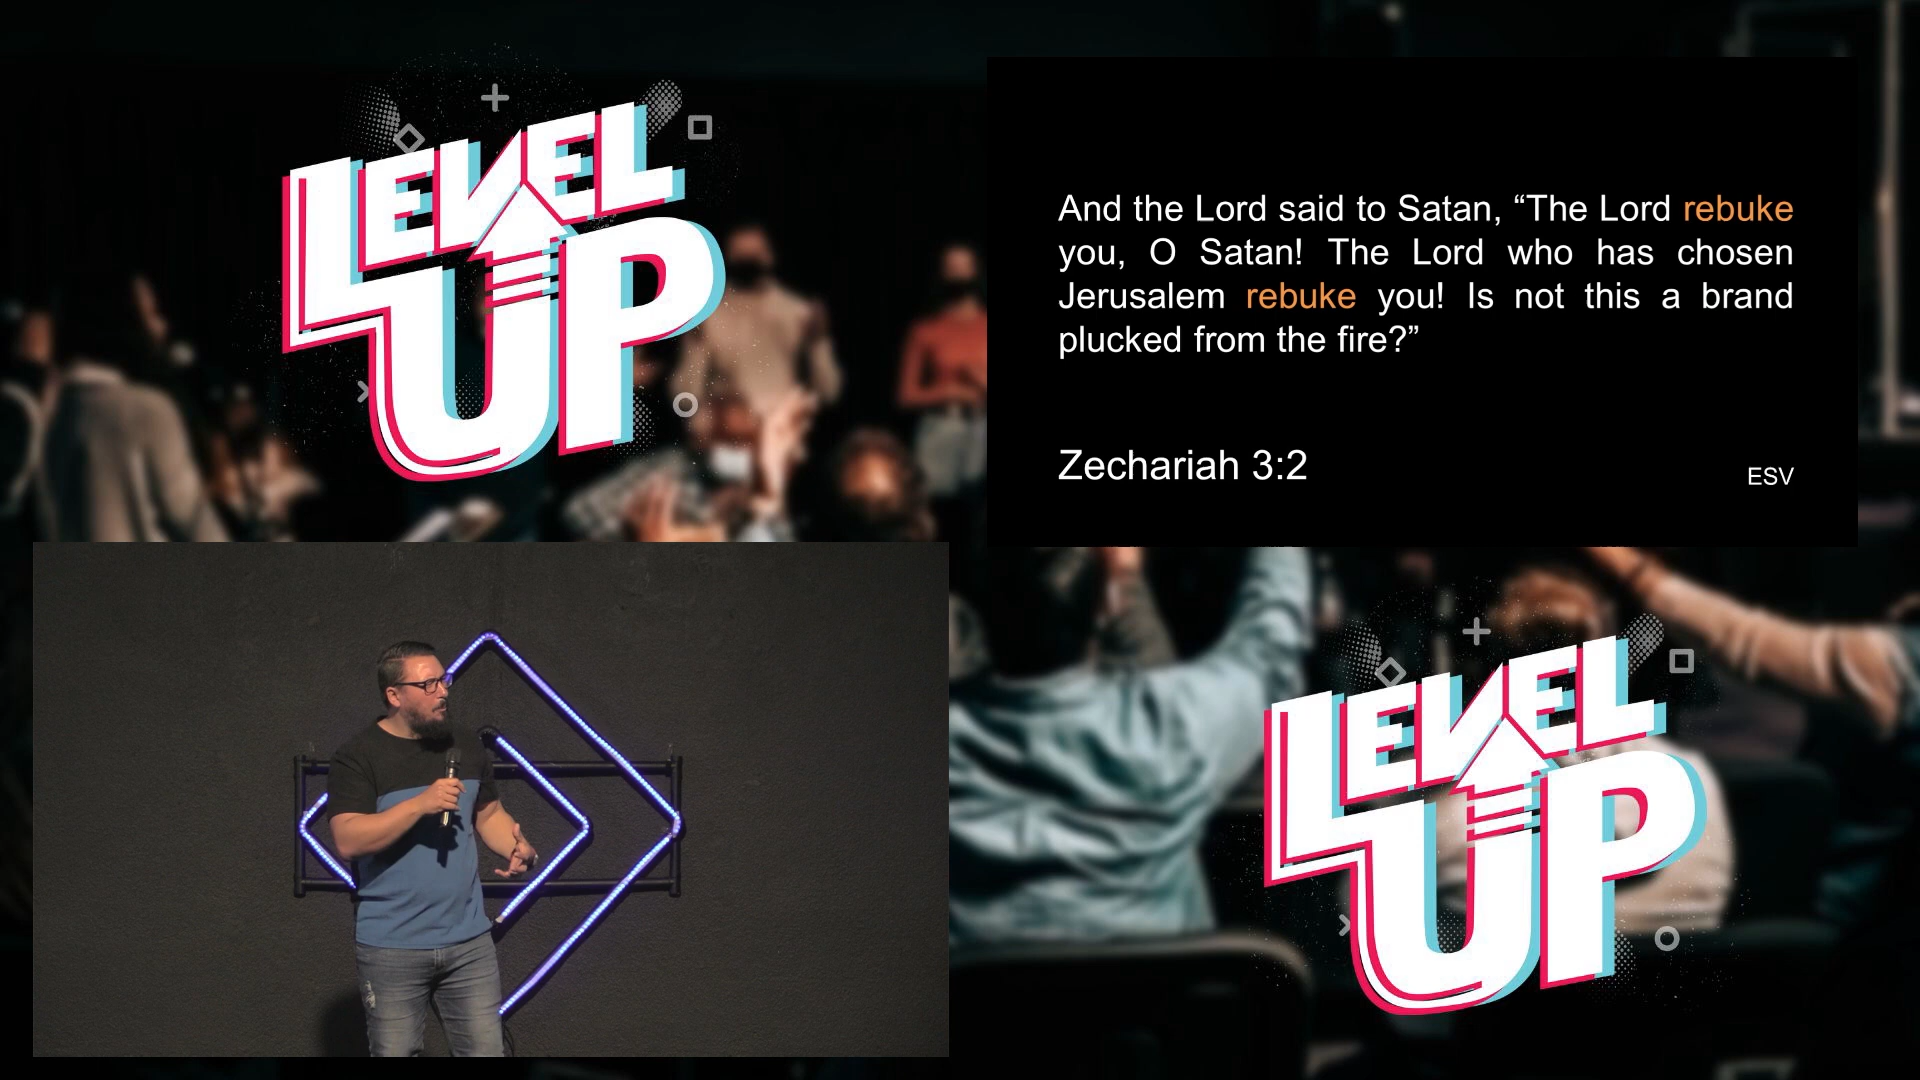 LEVEL
UP
And the Lord said to Satan, “The Lord rebuke
you, O Satan! The Lord who has chosen
Jerusalem rebuke you! Is not this a brand
plucked from the fire?”
Zechariah 3:2
ESV
LEVEL
UP